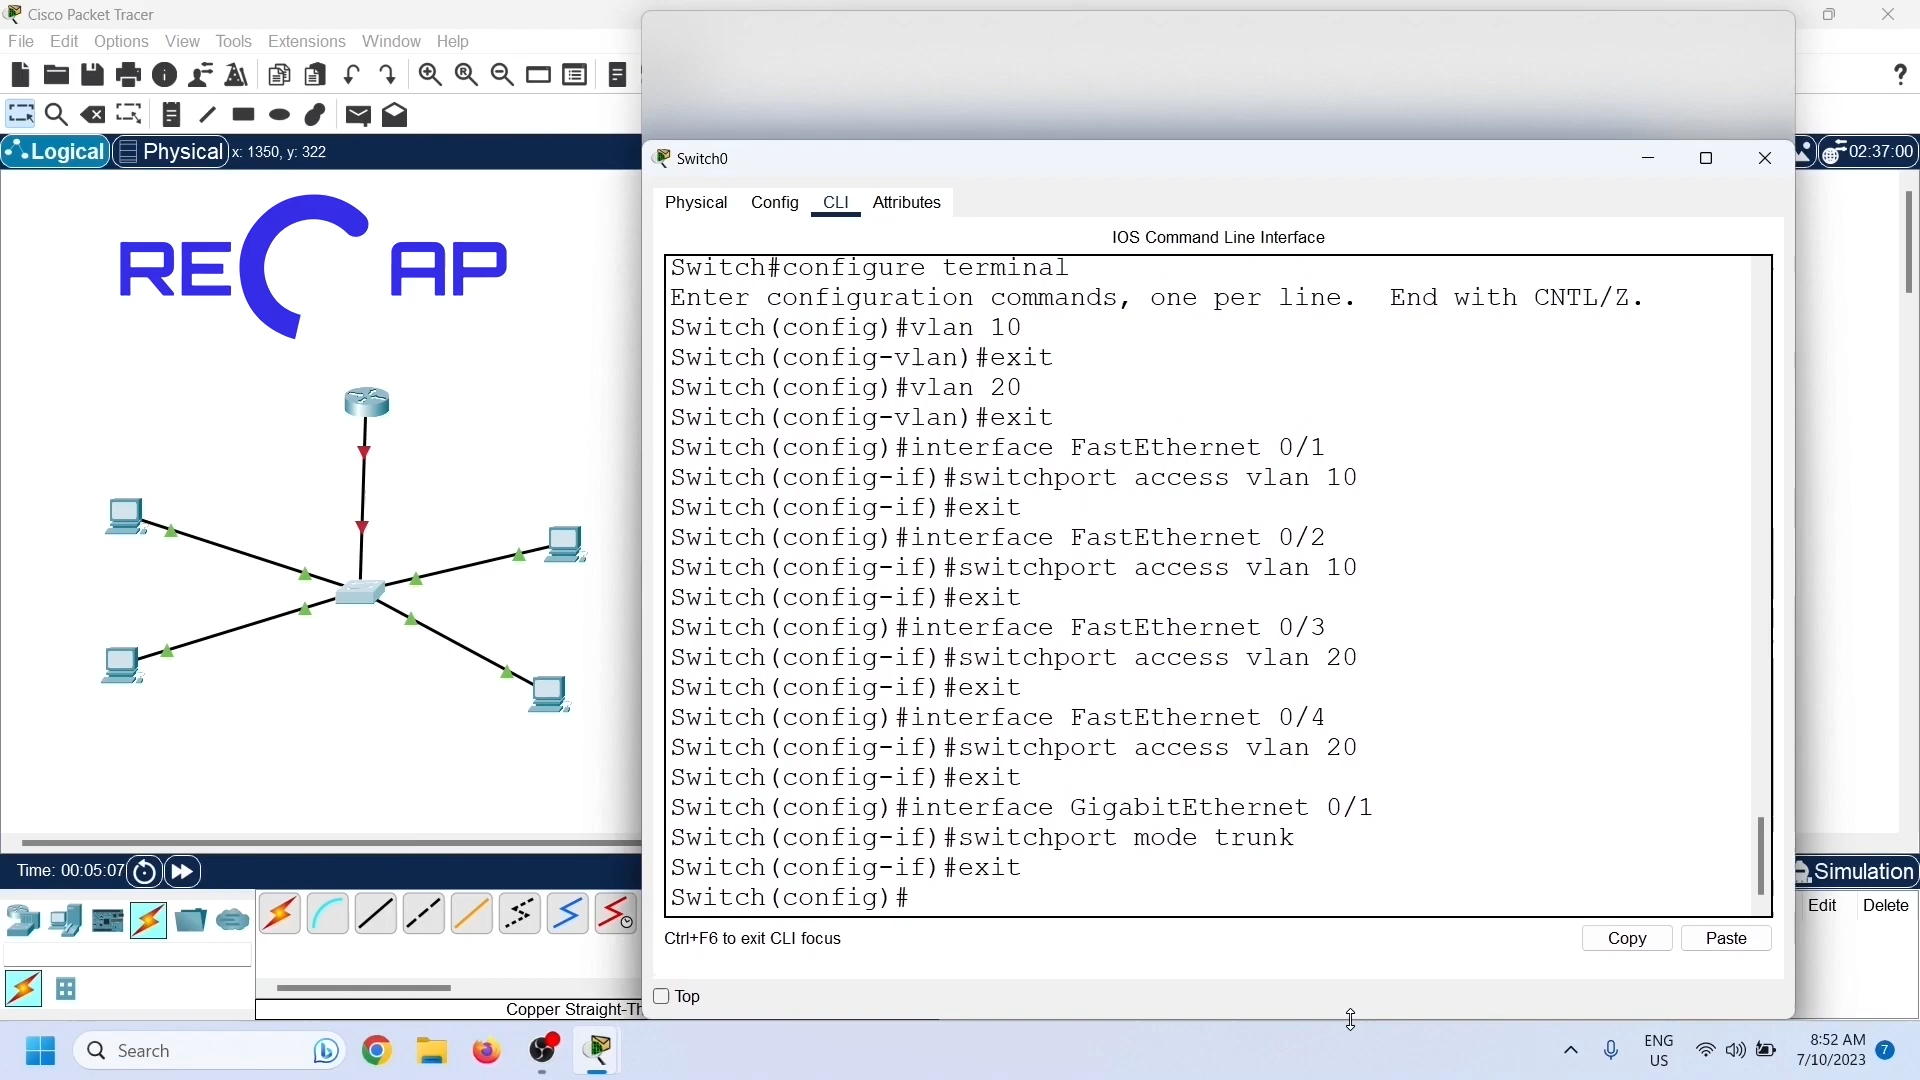 Cisco Packet Tracer
File Edit Options View Tools Extensions Window Help
?
Logical Physical x: 1350, y: 322
02:37:00
RECAP
Switch0
Physical Config CLI Attributes
IOS Command Line Interface
Switch#configure terminal
Enter configuration commands, one per line.  End with CNTL/Z.
Switch(config)#vlan 10
Switch(config-vlan)#exit
Switch(config)#vlan 20
Switch(config-vlan)#exit
Switch(config)#interface FastEthernet 0/1
Switch(config-if)#switchport access vlan 10
Switch(config-if)#exit
Switch(config)#interface FastEthernet 0/2
Switch(config-if)#switchport access vlan 10
Switch(config-if)#exit
Switch(config)#interface FastEthernet 0/3
Switch(config-if)#switchport access vlan 20
Switch(config-if)#exit
Switch(config)#interface FastEthernet 0/4
Switch(config-if)#switchport access vlan 20
Switch(config-if)#exit
Switch(config)#interface GigabitEthernet 0/1
Switch(config-if)#switchport mode trunk
Switch(config-if)#exit
Switch(config)#
Ctrl+F6 to exit CLI focus
Copy Paste
Top
Time: 00:05:07
Simulation
Edit Delete
Copper Straight-Th
Search
ENG
US
8:52 AM
7/10/2023
7